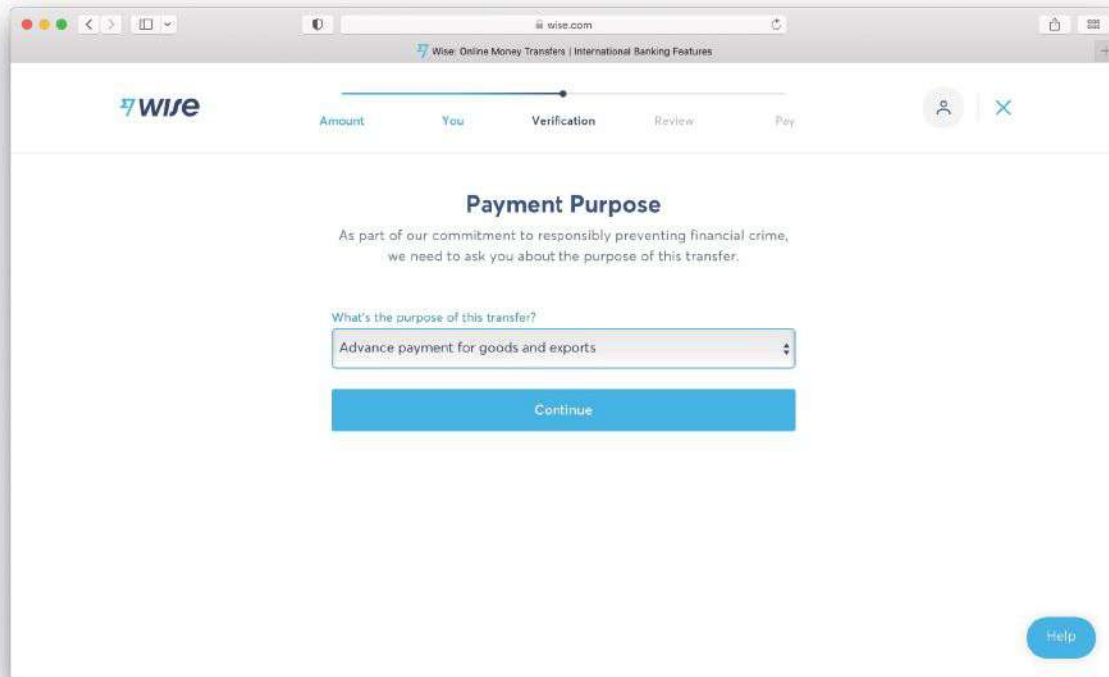 wise.com
Wise: Online Money Transfers | International Banking Features
wise
Amount
You
Verification
Review
Pay
Payment Purpose
As part of our commitment to responsibly preventing financial crime,
we need to ask you about the purpose of this transfer.
What's the purpose of this transfer?
Advance payment for goods and exports
Continue
Help